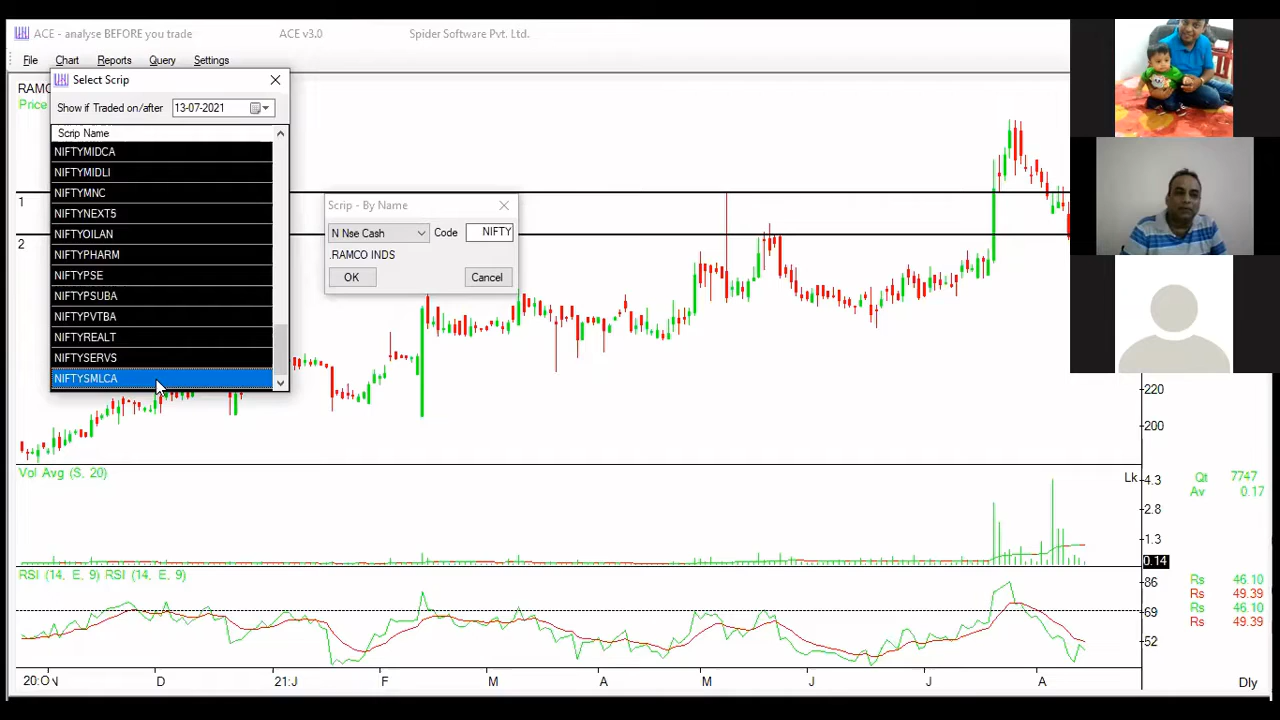 ACE - analyse BEFORE you trade ACE v3.0 Spider Software Pvt. Ltd.
File Chart Reports Query Settings
Select Scrip
RAMC
Price
Show if Traded on/after 13-07-2021
Scrip Name
NIFTYMIDCA
NIFTYMIDLI
NIFTYMNC
NIFTYNEXT5
NIFTYOILAN
NIFTYPHARM
NIFTYPSE
NIFTYPSUBA
NIFTYPVTBA
NIFTYREALT
NIFTYSERVS
NIFTYSMLCA
1
2
Scrip - By Name
N Nse Cash Code NIFTY
.RAMCO INDS
OK Cancel
220
200
Vol Avg (S, 20)
Lk 4.3
2.8
1.3
0.14
Qt 7747
Av 0.17
RSI (14. E, 9) RSI (14. E, 9)
86
69
52
Rs 46.10
Rs 49.39
Rs 46.10
Rs 49.39
D 21:J F M A M J J A Dly